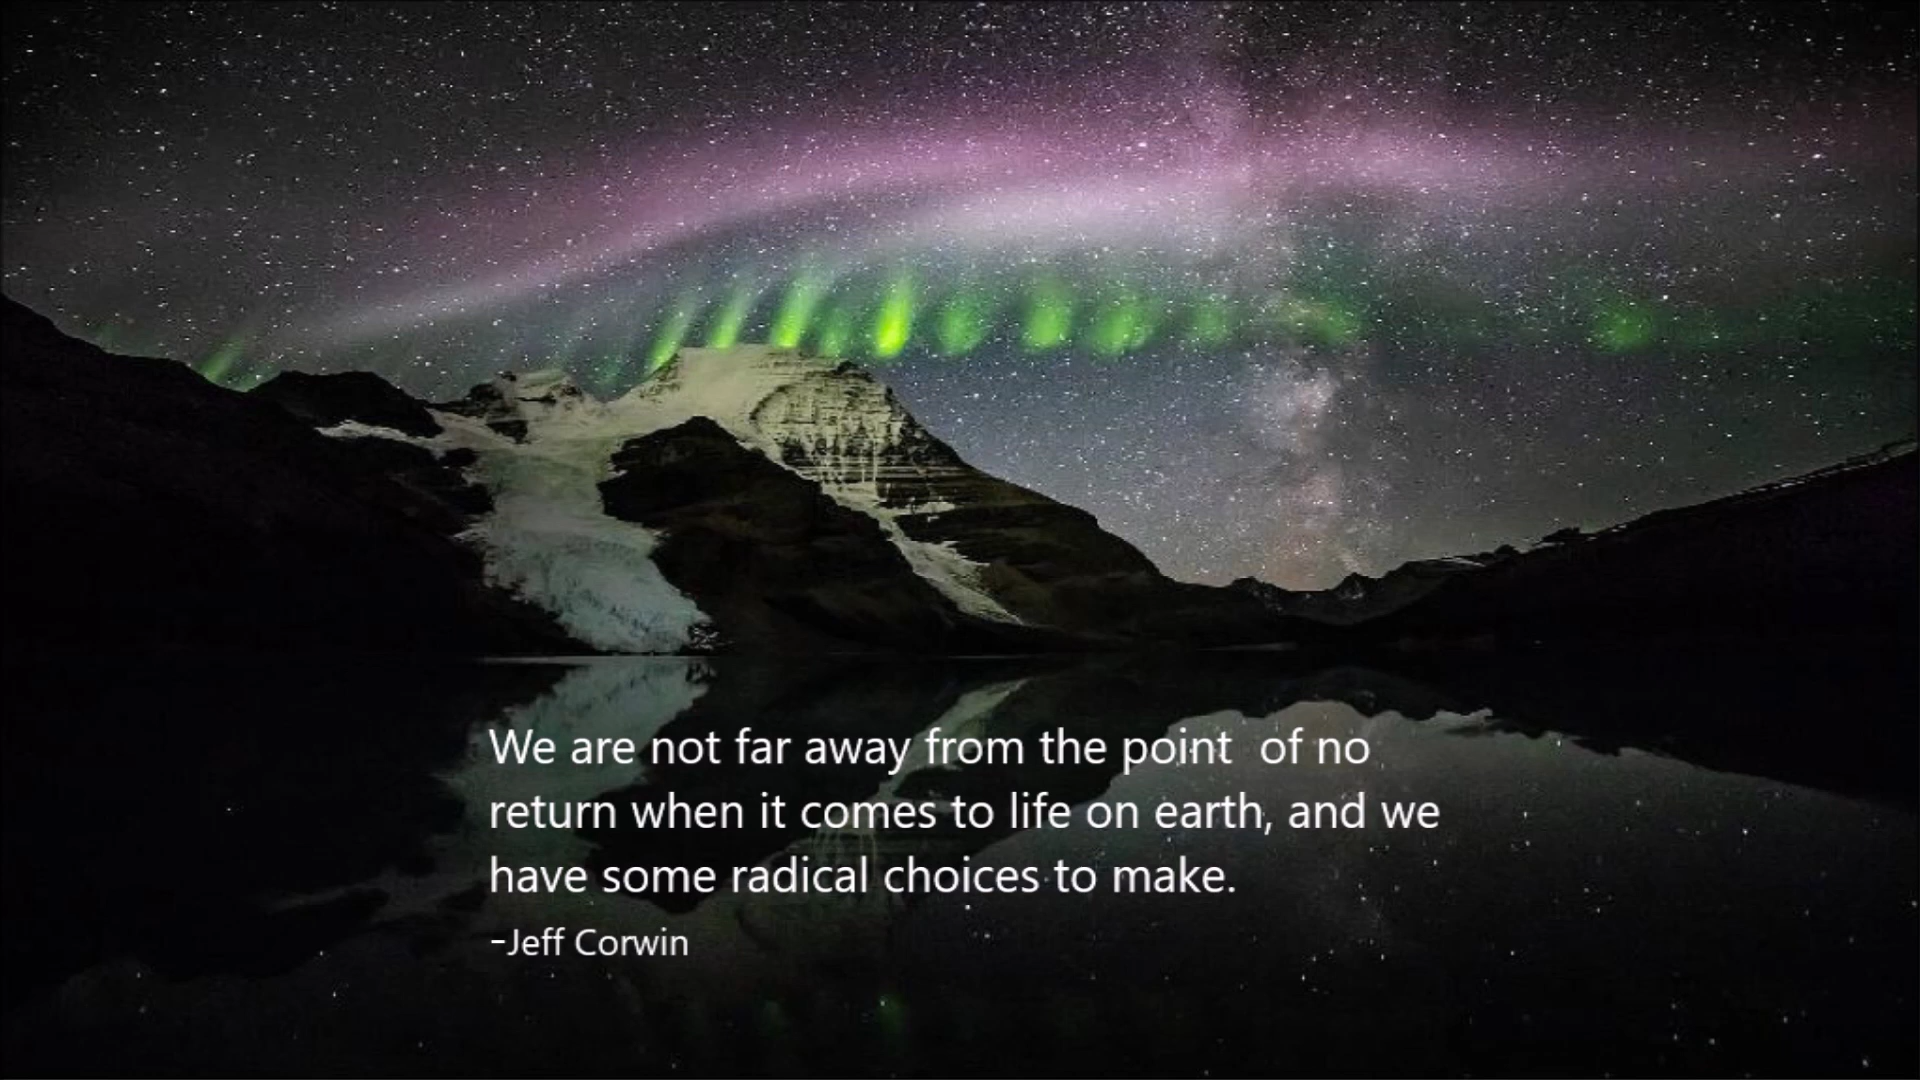 We are not far away from the point  of no
return when it comes to life on earth, and we
have some radical choices to make.
-Jeff Corwin